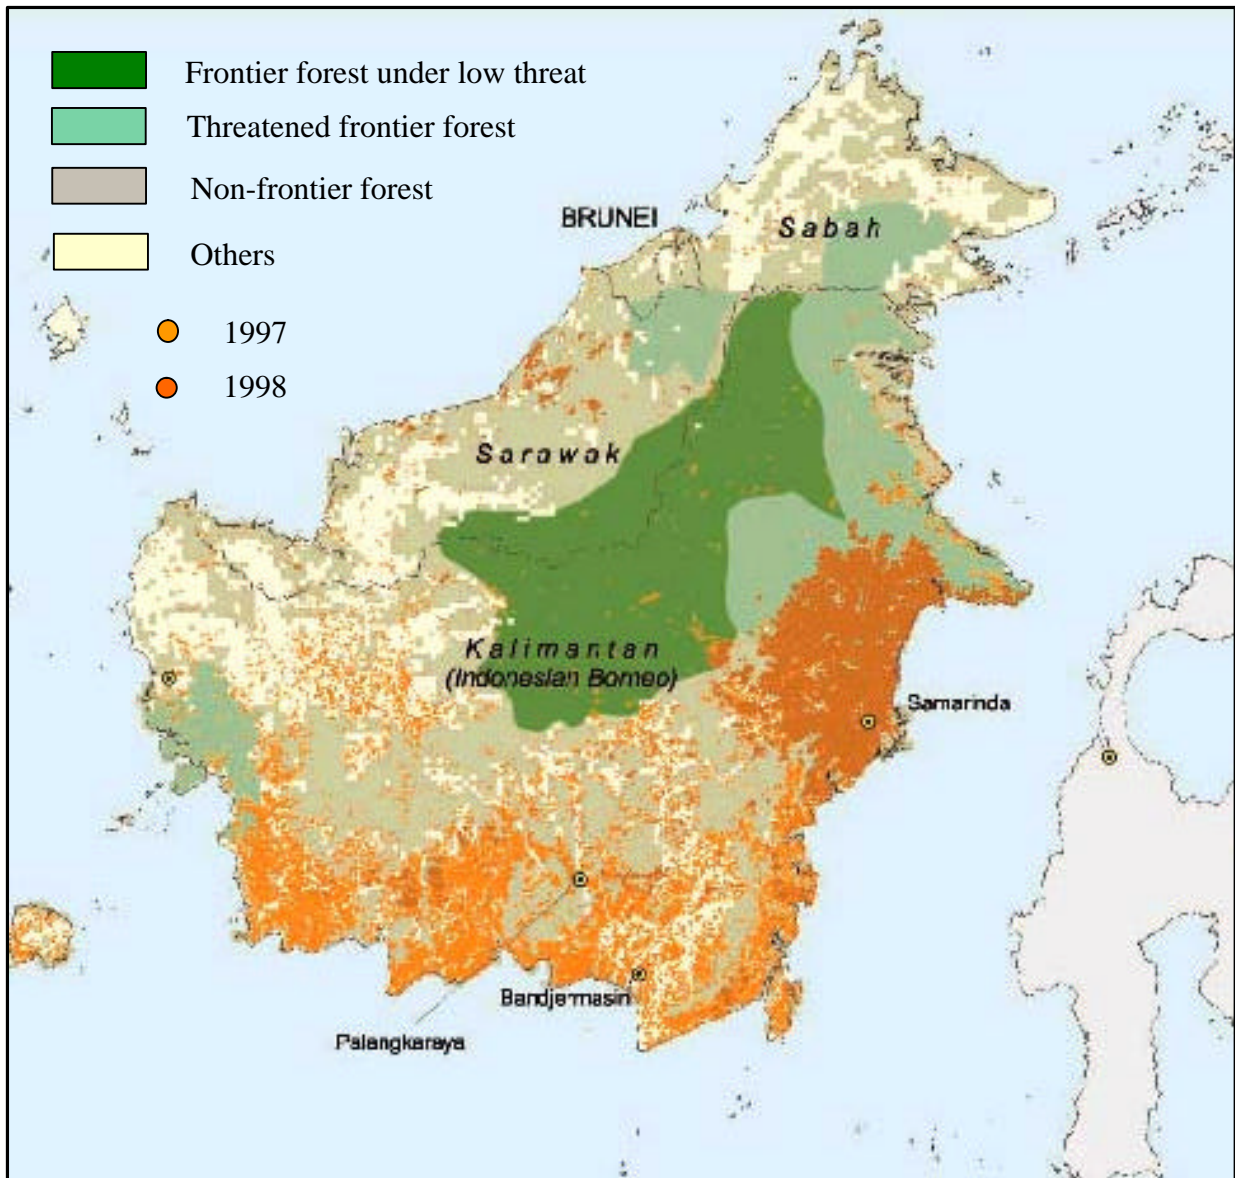 Frontier forest under low threat
Threatened frontier forest
Non-frontier forest
Others
1997
1998
BRUNEI
Sabah
Sarawak
Kalimantan
(Indonesian Borneo)
Samarinda
Bandjermasin
Palangkaraya